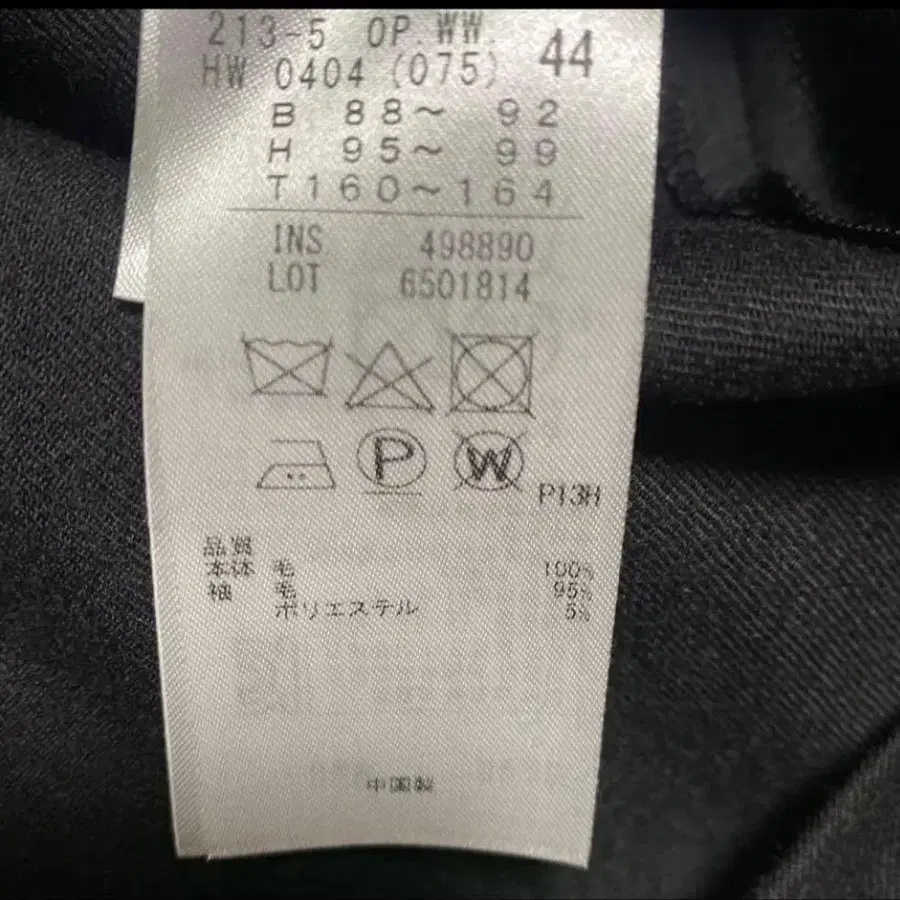 213-5 OP.WW. 44
HW 0404 (075)
B 88～ 92
H 95～ 99
T160～164
INS. 498890
LOT 6501814
P W P13H
品質
本体 毛 100%
袖 毛 95%
ポリエステル 5%
中国製